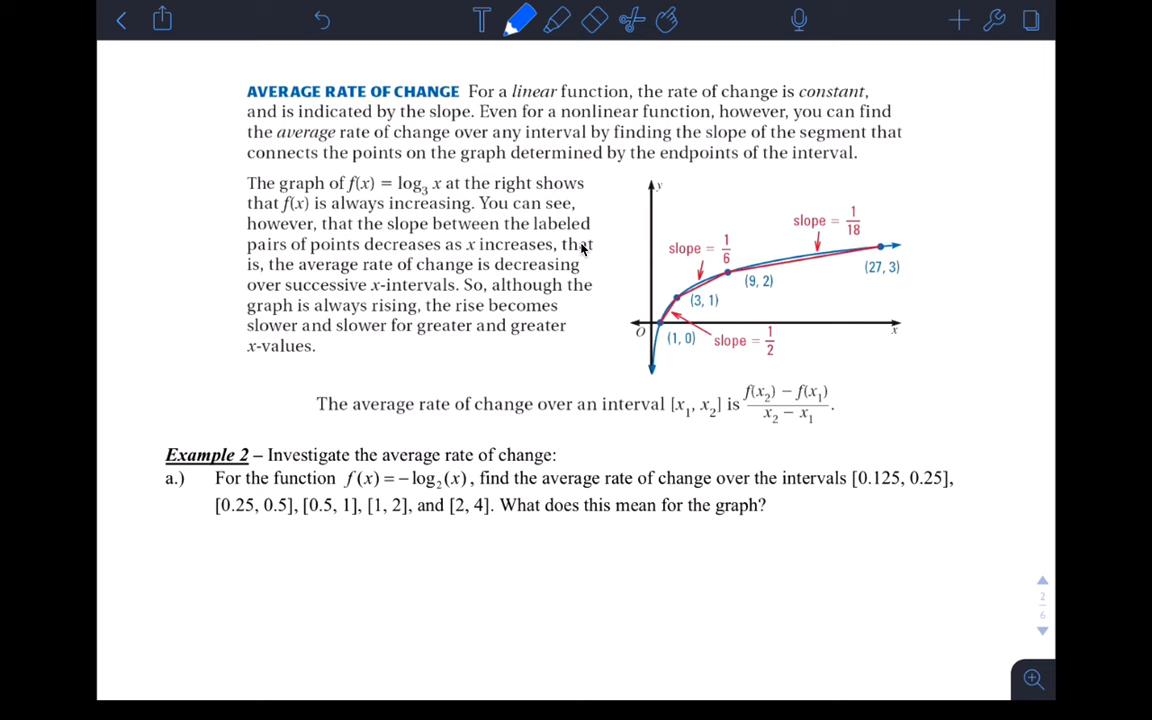 AVERAGE RATE OF CHANGE For a linear function, the rate of change is constant,
and is indicated by the slope. Even for a nonlinear function, however, you can find
the average rate of change over any interval by finding the slope of the segment that
connects the points on the graph determined by the endpoints of the interval.
The graph of f(x) = log₃ x at the right shows
that f(x) is always increasing. You can see,
however, that the slope between the labeled
pairs of points decreases as x increases, that
is, the average rate of change is decreasing
over successive x-intervals. So, although the
graph is always rising, the rise becomes
slower and slower for greater and greater
x-values.
y
slope = 1/18
slope = 1/6
(27, 3)
(9, 2)
(3, 1)
O
x
(1, 0)
slope = 1/2
The average rate of change over an interval [x₁, x₂] is (f(x₂) − f(x₁))/(x₂ − x₁).
Example 2 – Investigate the average rate of change:
a.) For the function f(x) = −log₂(x), find the average rate of change over the intervals [0.125, 0.25],
[0.25, 0.5], [0.5, 1], [1, 2], and [2, 4]. What does this mean for the graph?
2
6